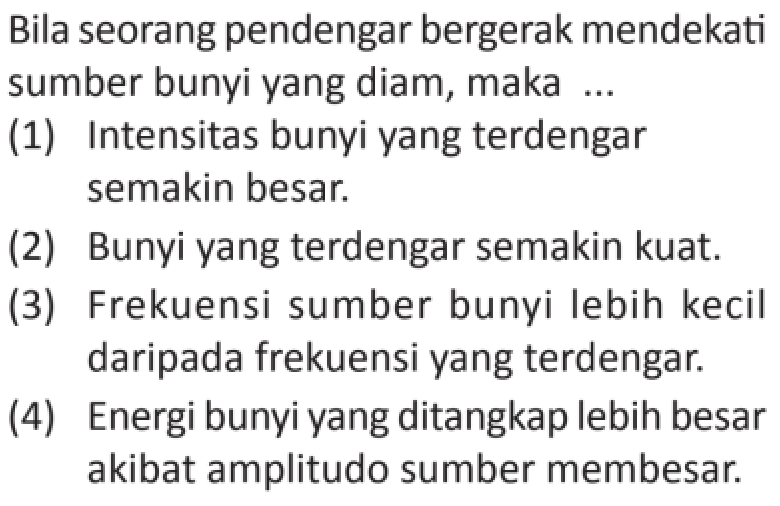 Bila seorang pendengar bergerak mendekati
sumber bunyi yang diam, maka ...
(1) Intensitas bunyi yang terdengar
semakin besar.
(2) Bunyi yang terdengar semakin kuat.
(3) Frekuensi sumber bunyi lebih kecil
daripada frekuensi yang terdengar.
(4) Energi bunyi yang ditangkap lebih besar
akibat amplitudo sumber membesar.